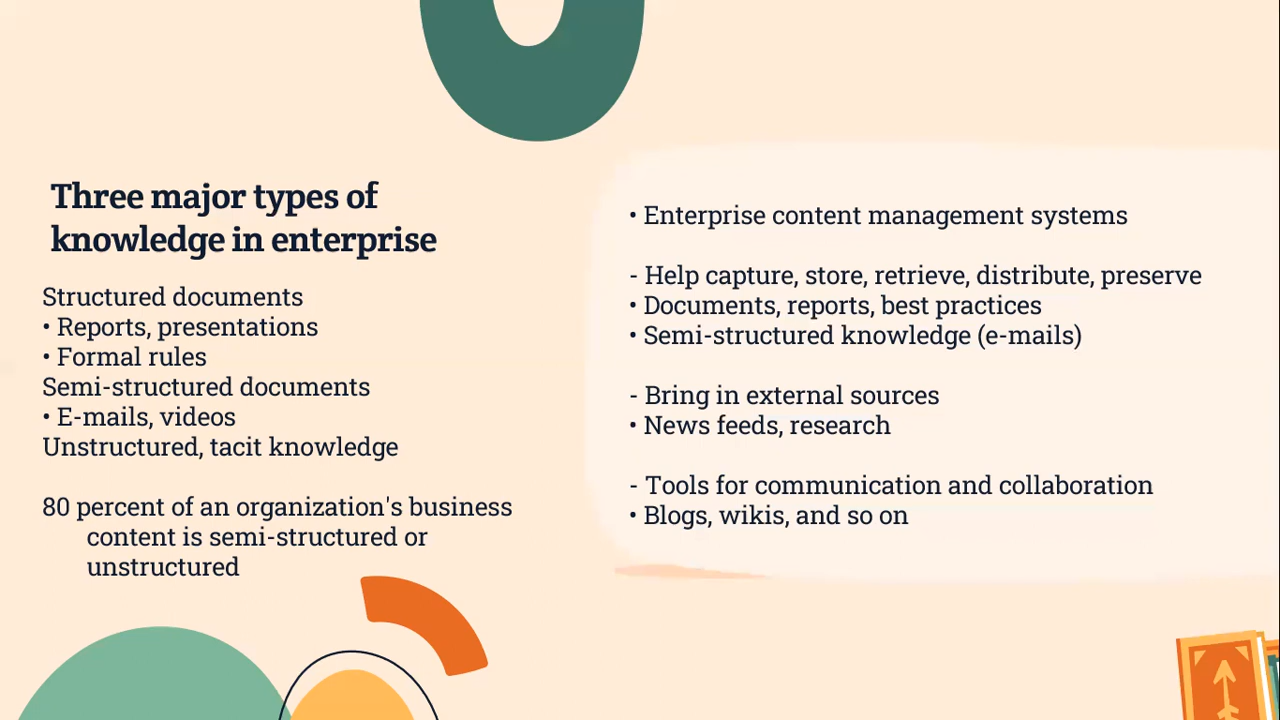 Three major types of
knowledge in enterprise
Structured documents
• Reports, presentations
• Formal rules
Semi-structured documents
• E-mails, videos
Unstructured, tacit knowledge
80 percent of an organization's business
content is semi-structured or
unstructured
• Enterprise content management systems
- Help capture, store, retrieve, distribute, preserve
• Documents, reports, best practices
• Semi-structured knowledge (e-mails)
- Bring in external sources
• News feeds, research
- Tools for communication and collaboration
• Blogs, wikis, and so on